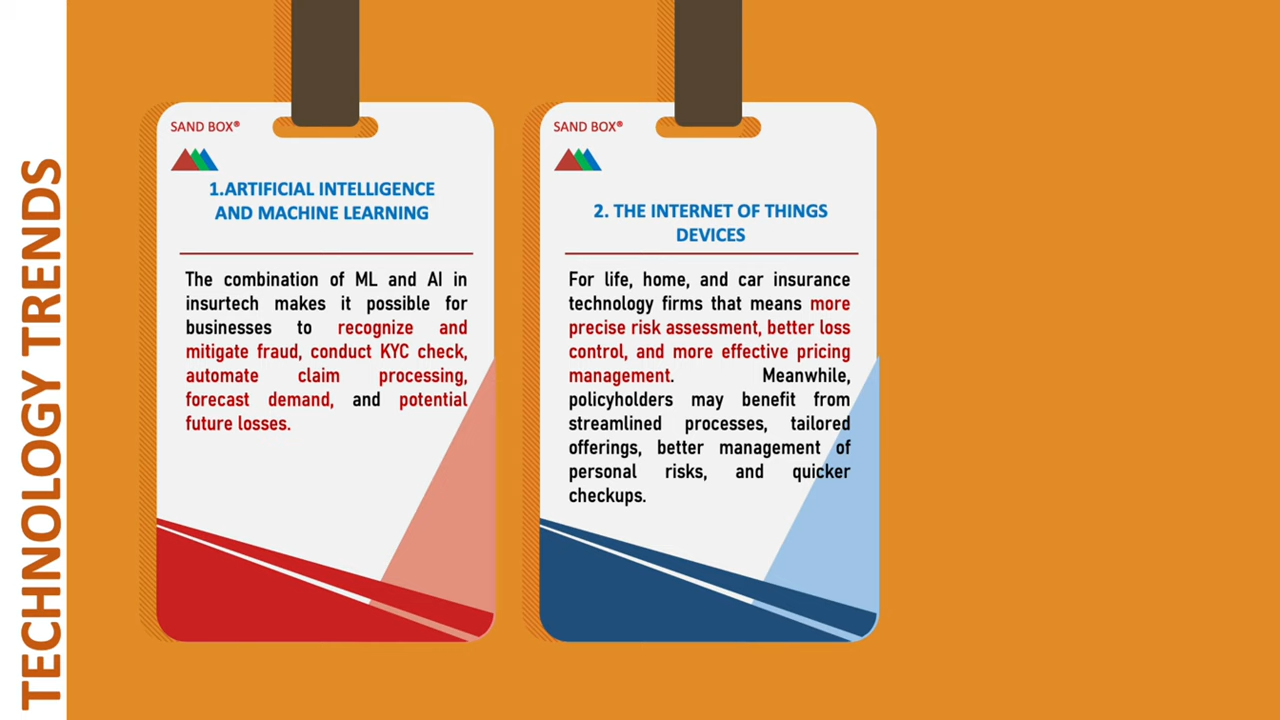 TECHNOLOGY TRENDS
SAND BOX®
1.ARTIFICIAL INTELLIGENCE
AND MACHINE LEARNING
The combination of ML and AI in
insurtech makes it possible for
businesses to recognize and
mitigate fraud, conduct KYC check,
automate claim processing,
forecast demand, and potential
future losses.
SAND BOX®
2. THE INTERNET OF THINGS
DEVICES
For life, home, and car insurance
technology firms that means more
precise risk assessment, better loss
control, and more effective pricing
management. Meanwhile,
policyholders may benefit from
streamlined processes, tailored
offerings, better management of
personal risks, and quicker
checkups.